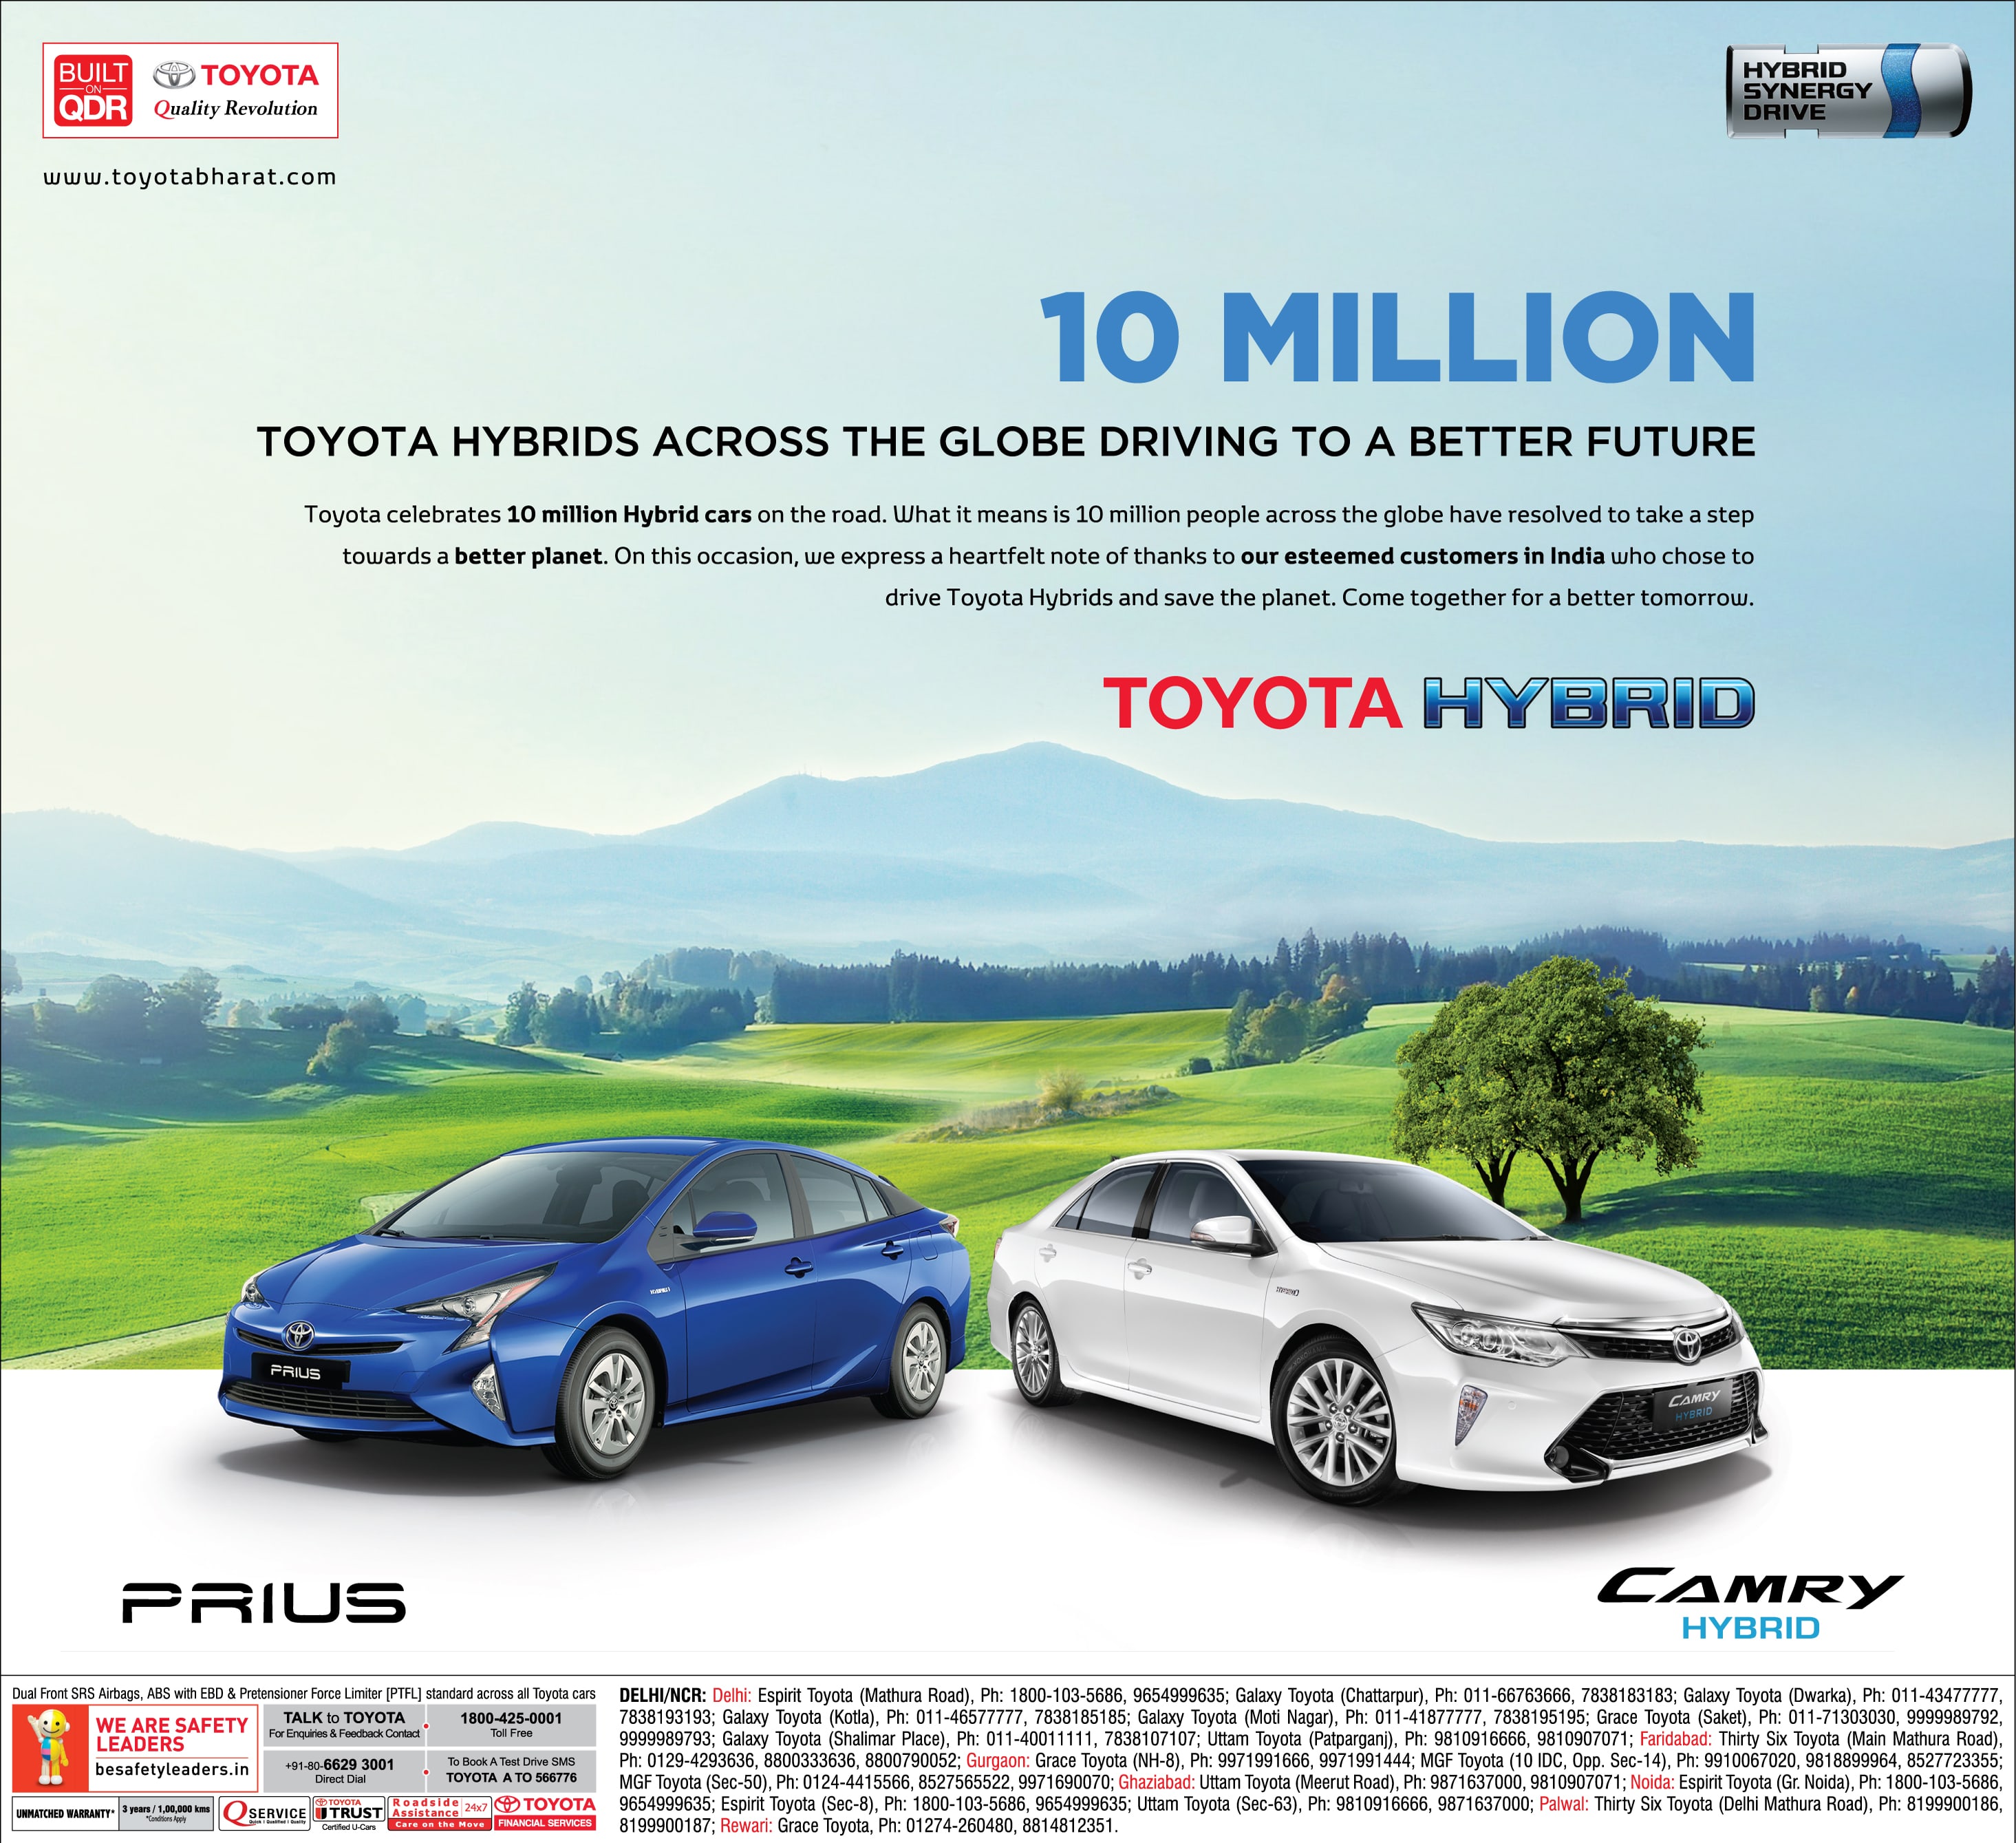 BUILT
ON
QDR
TOYOTA
Quality Revolution
www.toyotabharat.com
HYBRID
SYNERGY
DRIVE
10 MILLION
TOYOTA HYBRIDS ACROSS THE GLOBE DRIVING TO A BETTER FUTURE
Toyota celebrates 10 million Hybrid cars on the road. What it means is 10 million people across the globe have resolved to take a step
towards a better planet. On this occasion, we express a heartfelt note of thanks to our esteemed customers in India who chose to
drive Toyota Hybrids and save the planet. Come together for a better tomorrow.
TOYOTA HYBRID
HYBRID
PRIUS
CAMRY
HYBRID
PRIUS
CAMRY
HYBRID
Dual Front SRS Airbags, ABS with EBD & Pretensioner Force Limiter [PTFL] standard across all Toyota cars
WE ARE SAFETY
LEADERS
besafetyleaders.in
TALK to TOYOTA
For Enquiries & Feedback Contact
1800-425-0001
Toll Free
+91-80-6629 3001
Direct Dial
To Book A Test Drive SMS
TOYOTA A TO 566776
UNMATCHED WARRANTY*
3 years / 1,00,000 kms
*Conditions Apply
Q SERVICE
Quick | Qualified | Quality
TOYOTA
U TRUST
Certified U-Cars
Roadside
Assistance 24x7
Care on the Move
TOYOTA
FINANCIAL SERVICES
DELHI/NCR: Delhi: Espirit Toyota (Mathura Road), Ph: 1800-103-5686, 9654999635; Galaxy Toyota (Chattarpur), Ph: 011-66763666, 7838183183; Galaxy Toyota (Dwarka), Ph: 011-43477777,
7838193193; Galaxy Toyota (Kotla), Ph: 011-46577777, 7838185185; Galaxy Toyota (Moti Nagar), Ph: 011-41877777, 7838195195; Grace Toyota (Saket), Ph: 011-71303030, 9999989792,
9999989793; Galaxy Toyota (Shalimar Place), Ph: 011-40011111, 7838107107; Uttam Toyota (Patparganj), Ph: 9810916666, 9810907071; Faridabad: Thirty Six Toyota (Main Mathura Road),
Ph: 0129-4293636, 8800333636, 8800790052; Gurgaon: Grace Toyota (NH-8), Ph: 9971991666, 9971991444; MGF Toyota (10 IDC, Opp. Sec-14), Ph: 9910067020, 9818899964, 8527723355;
MGF Toyota (Sec-50), Ph: 0124-4415566, 8527565522, 9971690070; Ghaziabad: Uttam Toyota (Meerut Road), Ph: 9871637000, 9810907071; Noida: Espirit Toyota (Gr. Noida), Ph: 1800-103-5686,
9654999635; Espirit Toyota (Sec-8), Ph: 1800-103-5686, 9654999635; Uttam Toyota (Sec-63), Ph: 9810916666, 9871637000; Palwal: Thirty Six Toyota (Delhi Mathura Road), Ph: 8199900186,
8199900187; Rewari: Grace Toyota, Ph: 01274-260480, 8814812351.